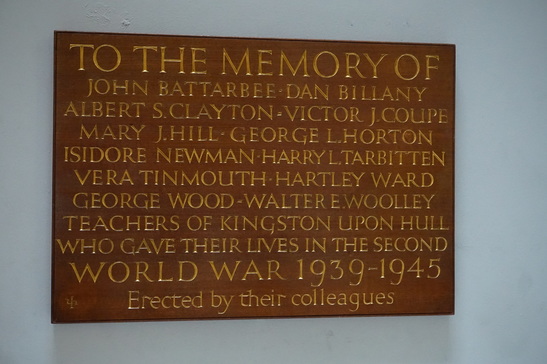 TO THE MEMORY OF
JOHN BATTARBEE·DAN BILLANY
ALBERT S.CLAYTON·VICTOR J.COUPE
MARY J.HILL·GEORGE L.HORTON
ISIDORE NEWMAN·HARRY L.TARBITTEN
VERA TINMOUTH·HARTLEY WARD
GEORGE WOOD·WALTER E.WOOLLEY
TEACHERS OF KINGSTON UPON HULL
WHO GAVE THEIR LIVES IN THE SECOND
WORLD WAR 1939-1945
Erected by their colleagues